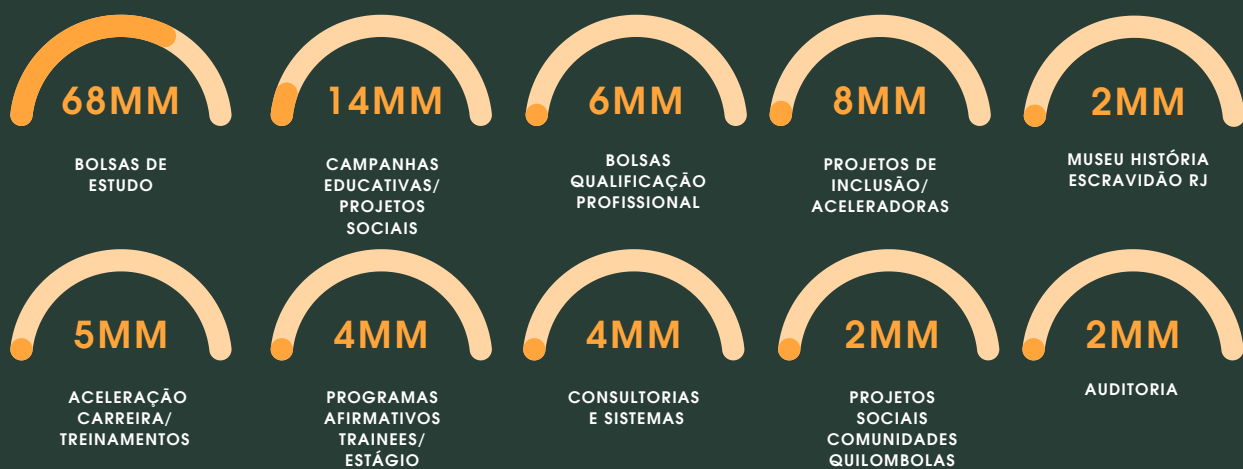 68MM
BOLSAS DE
ESTUDO
14MM
CAMPANHAS
EDUCATIVAS/
PROJETOS
SOCIAIS
6MM
BOLSAS
QUALIFICAÇÃO
PROFISSIONAL
8MM
PROJETOS DE
INCLUSÃO/
ACELERADORAS
2MM
MUSEU HISTÓRIA
ESCRAVIDÃO RJ
5MM
ACELERAÇÃO
CARREIRA/
TREINAMENTOS
4MM
PROGRAMAS
AFIRMATIVOS
TRAINEES/
ESTÁGIO
4MM
CONSULTORIAS
E SISTEMAS
2MM
PROJETOS
SOCIAIS
COMUNIDADES
QUILOMBOLAS
2MM
AUDITORIA